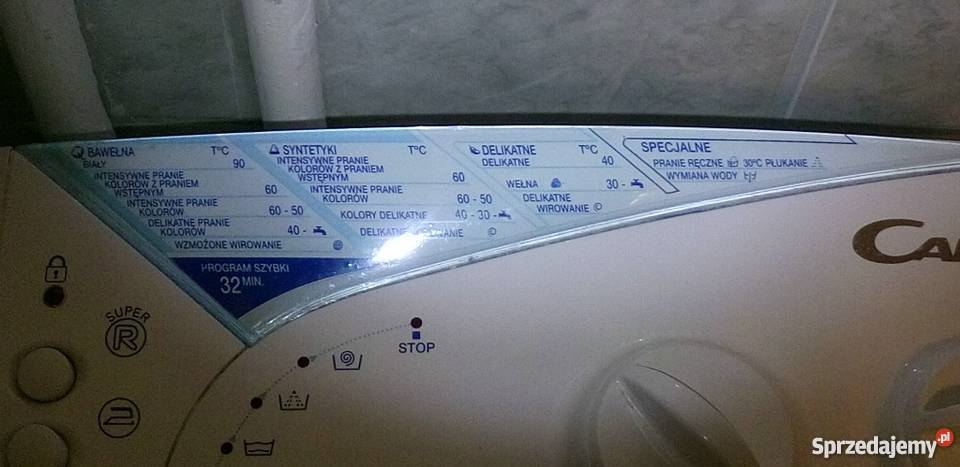 BAWEŁNA T°C
BIAŁY 90
INTENSYWNE PRANIE
KOLORÓW Z PRANIEM
WSTĘPNYM 60
INTENSYWNE PRANIE
KOLORÓW 60 - 50
DELIKATNE PRANIE
KOLORÓW 40 -
WZMOŻONE WIROWANIE
PROGRAM SZYBKI
32 MIN.
SYNTETYKI T°C
INTENSYWNE PRANIE
KOLORÓW Z PRANIEM
WSTĘPNYM 60
INTENSYWNE PRANIE
KOLORÓW 60 - 50
KOLORY DELIKATNE 40 - 30 -
DELIKATNE
DELIKATNE T°C
DELIKATNE 40
WEŁNA 30 -
DELIKATNE
WIROWANIE
SPECJALNE
PRANIE RĘCZNE 30°C PŁUKANIE
WYMIANA WODY
CA
SUPER
R
STOP
Sprzedajemy.pl